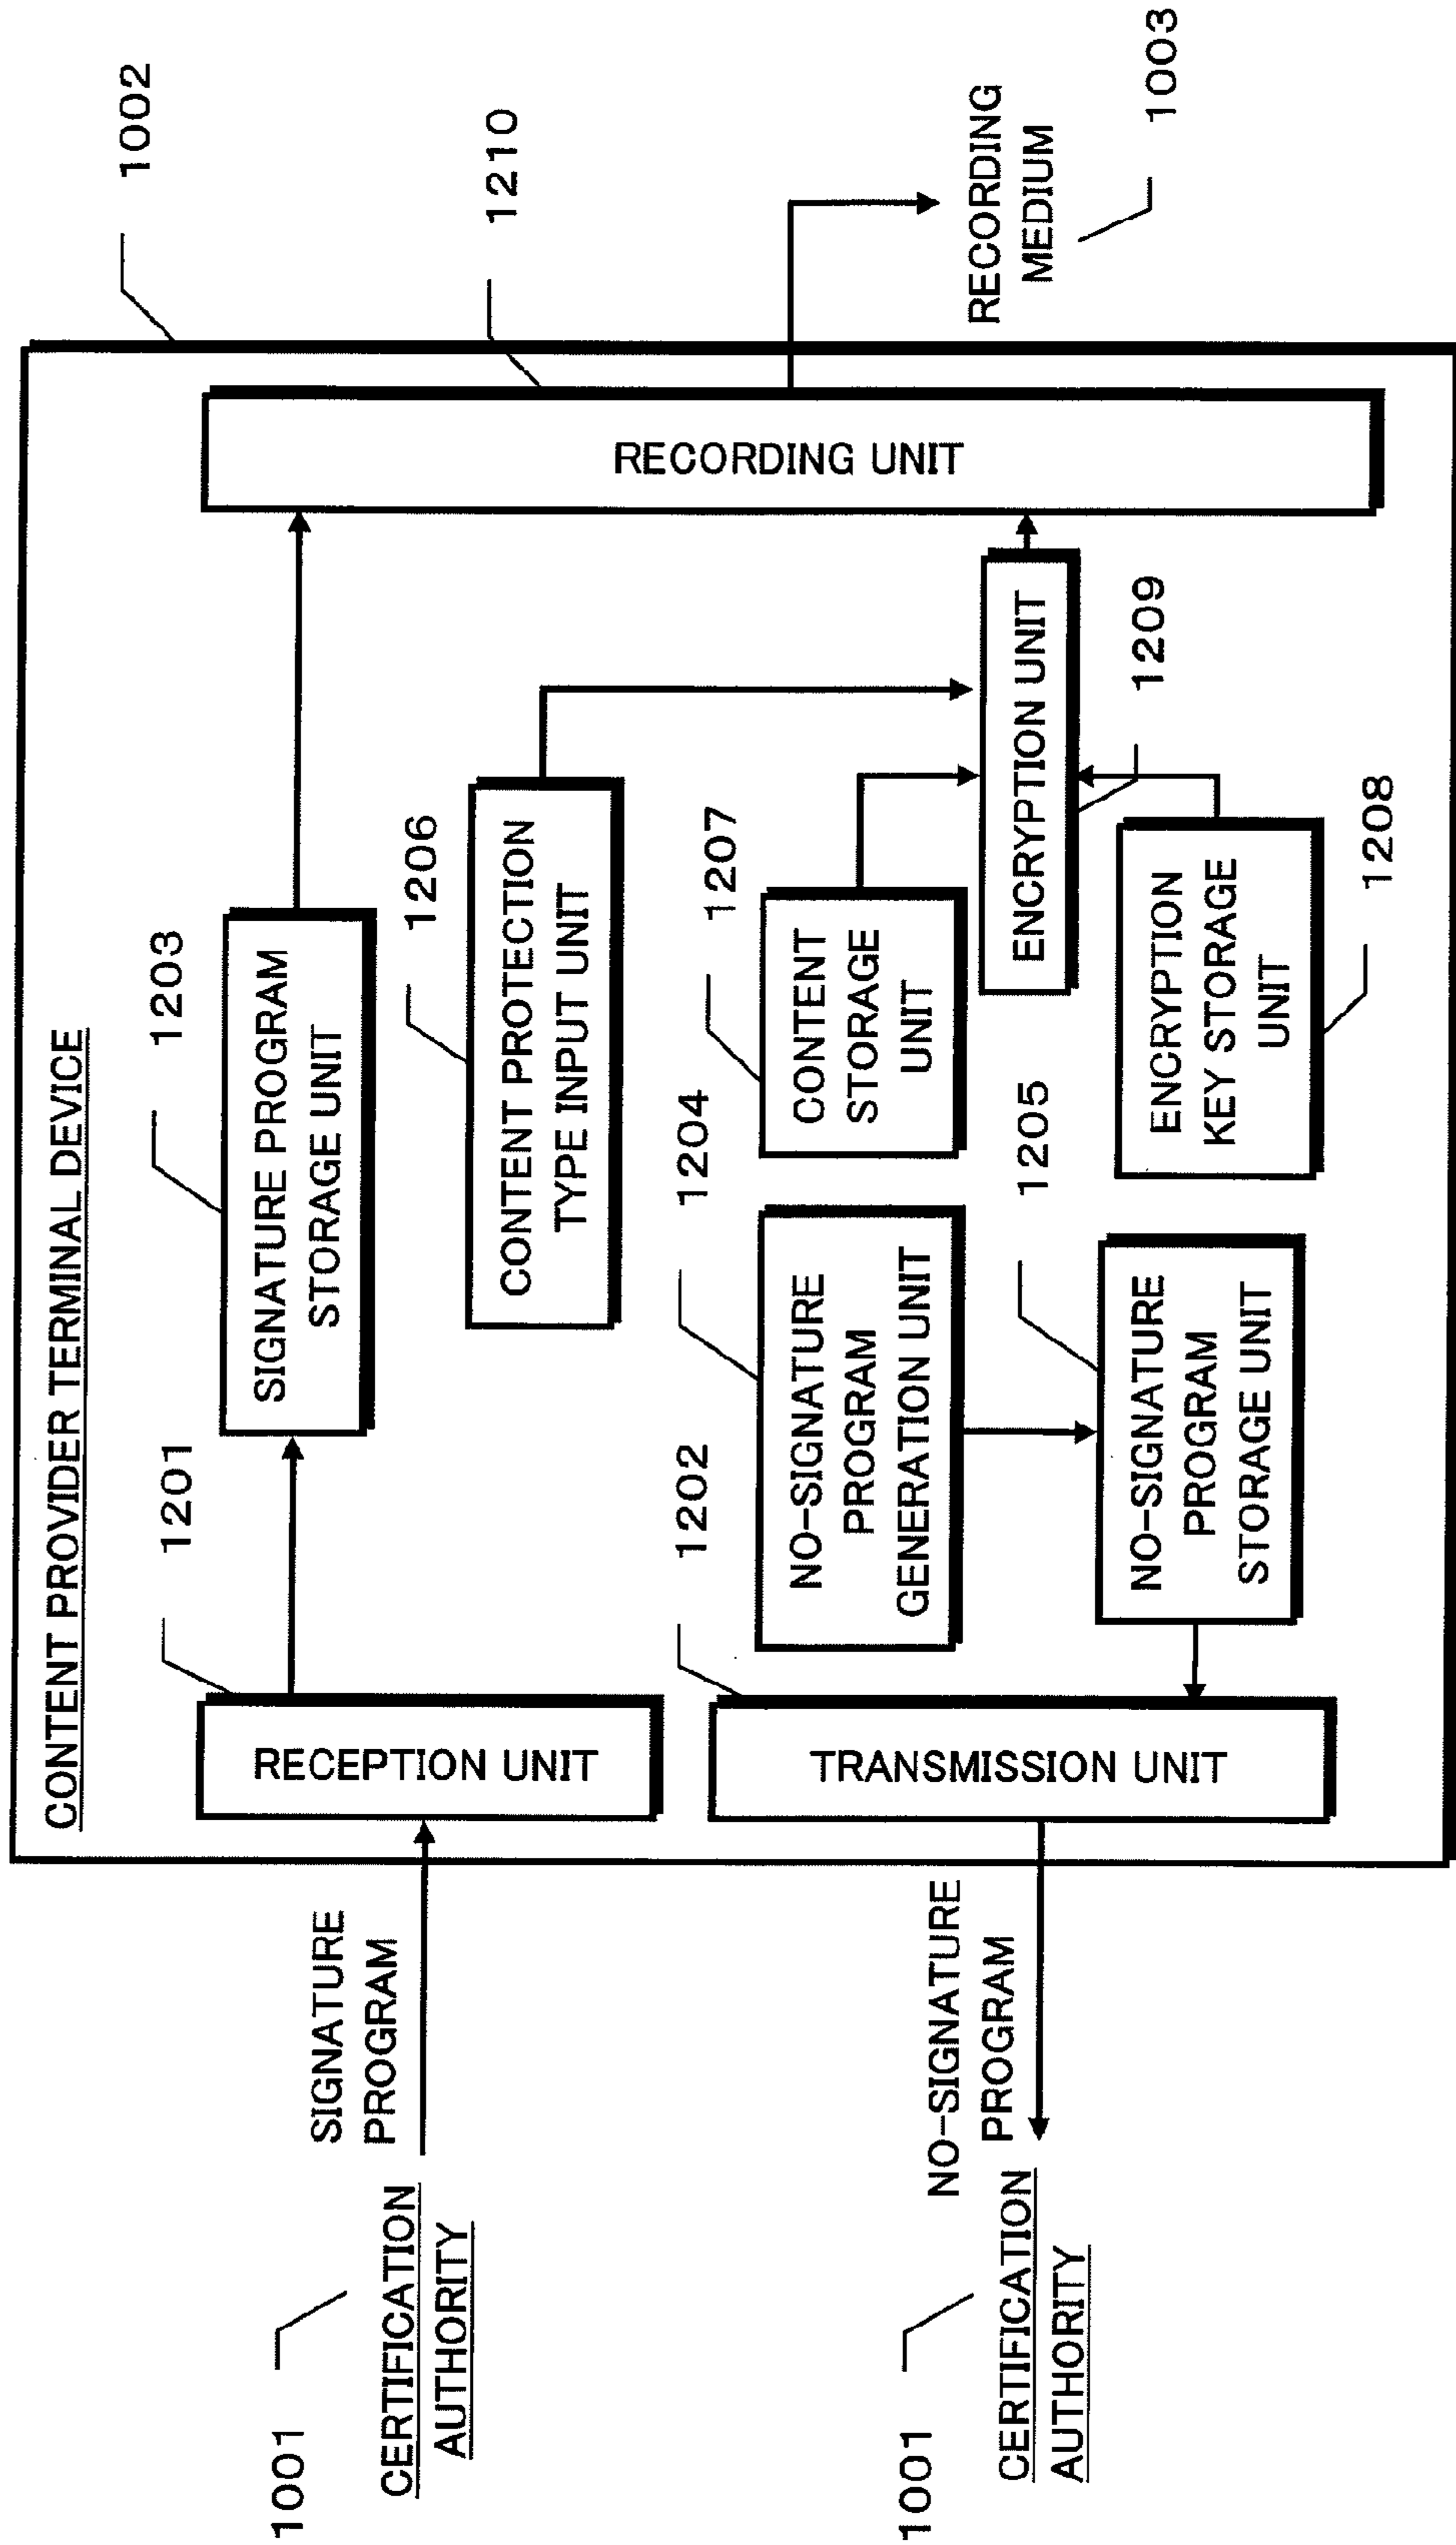 CONTENT PROVIDER TERMINAL DEVICE
1002
1001
CERTIFICATION
AUTHORITY
SIGNATURE
PROGRAM
1201
RECEPTION UNIT
1203
SIGNATURE PROGRAM
STORAGE UNIT
1206
CONTENT PROTECTION
TYPE INPUT UNIT
1210
RECORDING UNIT
RECORDING
MEDIUM
1003
1001
CERTIFICATION
AUTHORITY
NO-SIGNATURE
PROGRAM
1202
TRANSMISSION UNIT
1204
NO-SIGNATURE
PROGRAM
GENERATION UNIT
1205
NO-SIGNATURE
PROGRAM
STORAGE UNIT
1207
CONTENT
STORAGE
UNIT
ENCRYPTION UNIT
1209
ENCRYPTION
KEY STORAGE
UNIT
1208